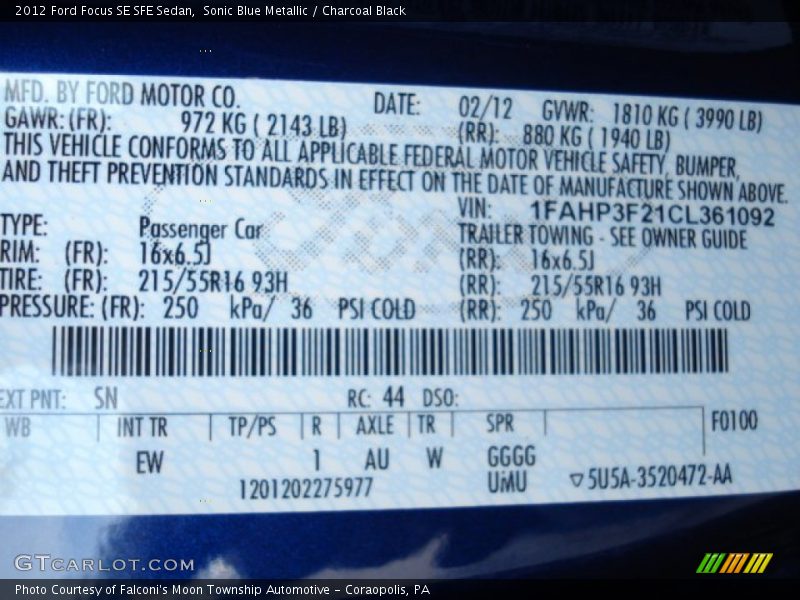 2012 Ford Focus SE SFE Sedan,  Sonic Blue Metallic / Charcoal Black
MFD. BY FORD MOTOR CO.
DATE: 02/12 GVWR: 1810 KG ( 3990 LB)
GAWR: (FR): 972 KG ( 2143 LB) (RR): 880 KG ( 1940 LB)
THIS VEHICLE CONFORMS TO ALL APPLICABLE FEDERAL MOTOR VEHICLE SAFETY, BUMPER,
AND THEFT PREVENTION STANDARDS IN EFFECT ON THE DATE OF MANUFACTURE SHOWN ABOVE.
VIN: 1FAHP3F21CL361092
TYPE: Passenger Car TRAILER TOWING - SEE OWNER GUIDE
RIM: (FR): 16x6.5J (RR): 16x6.5J
TIRE: (FR): 215/55R16 93H (RR): 215/55R16 93H
PRESSURE: (FR): 250 kPa/ 36 PSI COLD (RR): 250 kPa/ 36 PSI COLD
EXT PNT: SN RC: 44 DSO:
WB INT TR TP/PS R AXLE TR SPR F0100
EW 1 AU W GGGG
1201202275977 UMU ▽5U5A-3520472-AA
GTCARLOT.COM
Photo Courtesy of Falconi's Moon Township Automotive - Coraopolis, PA